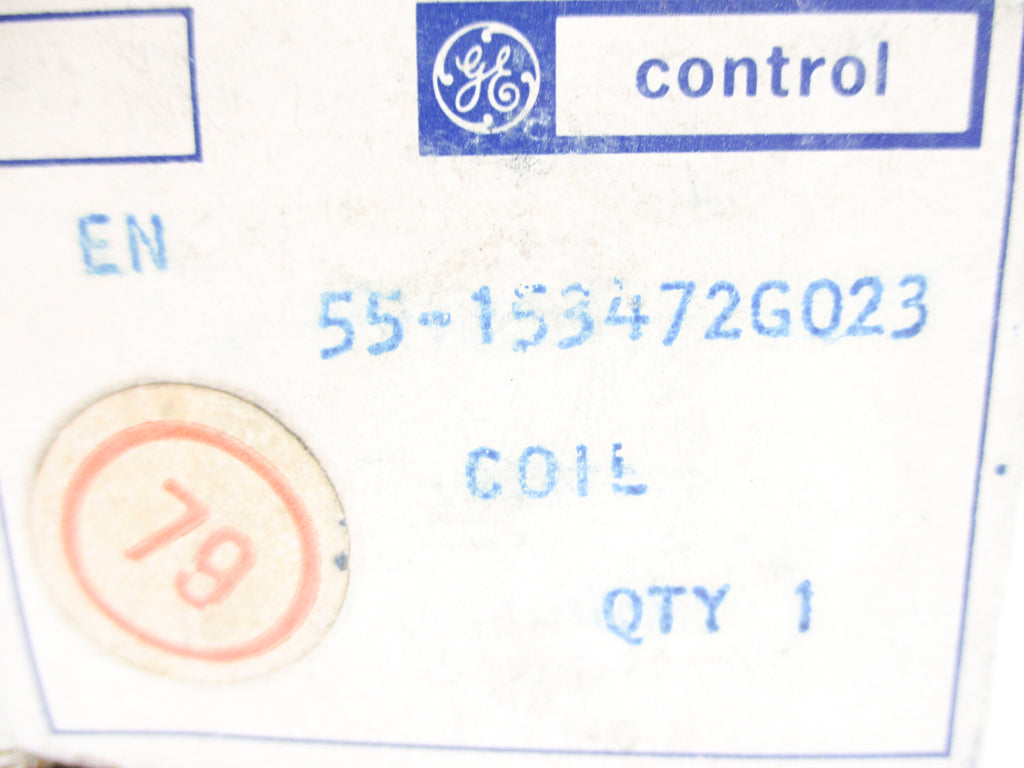 GE control
EN
55-153472G023
COIL
QTY 1
79